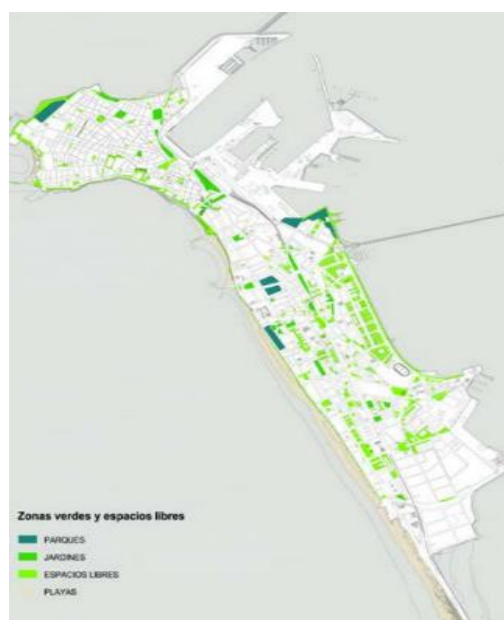 Zonas verdes y espacios libres
PARQUES
JARDINES
ESPACIOS LIBRES
PLAYAS